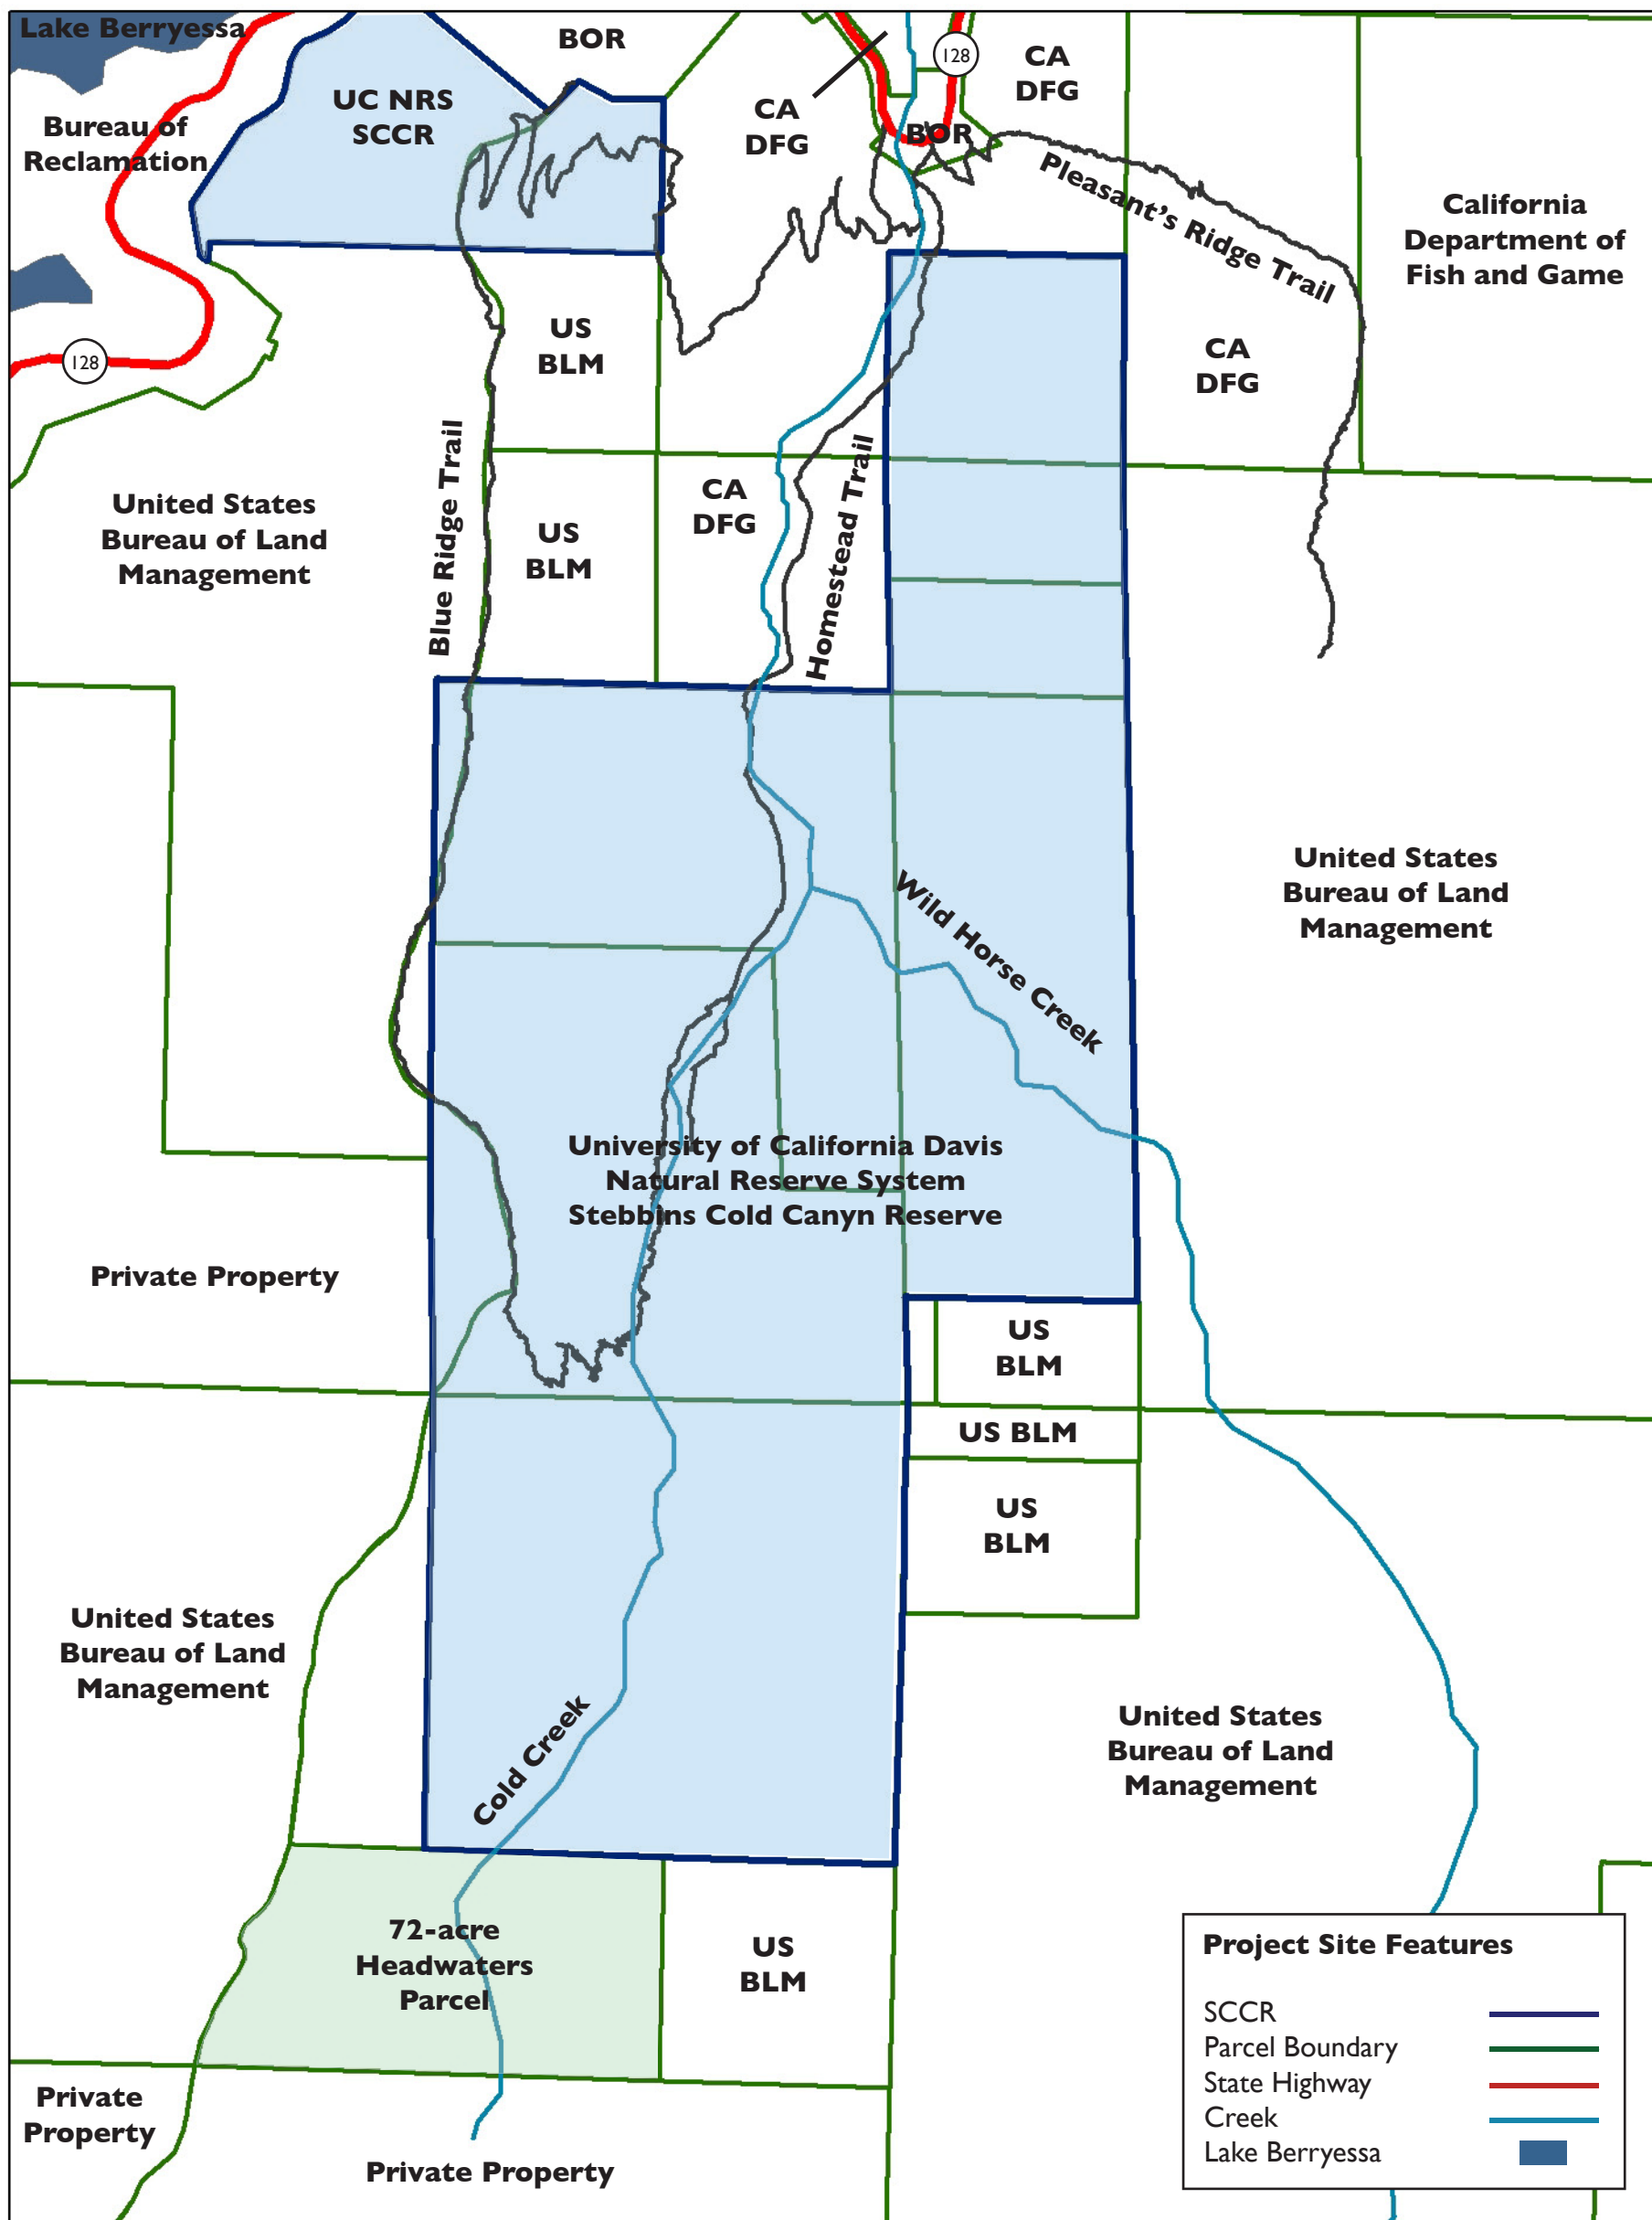 Lake Berryessa
BOR
128
CA
DFG
UC NRS
SCCR
CA
DFG
Bureau of
Reclamation
BOR
Pleasant's Ridge Trail
California
Department of
Fish and Game
US
BLM
128
CA
DFG
Blue Ridge Trail
Homestead Trail
United States
Bureau of Land
Management
US
BLM
CA
DFG
United States
Bureau of Land
Management
Wild Horse Creek
University of California Davis
Natural Reserve System
Stebbins Cold Canyn Reserve
Private Property
US
BLM
US BLM
US
BLM
United States
Bureau of Land
Management
Cold Creek
United States
Bureau of Land
Management
72-acre
Headwaters
Parcel
US
BLM
Project Site Features
SCCR
Parcel Boundary
State Highway
Creek
Lake Berryessa
Private
Property
Private Property